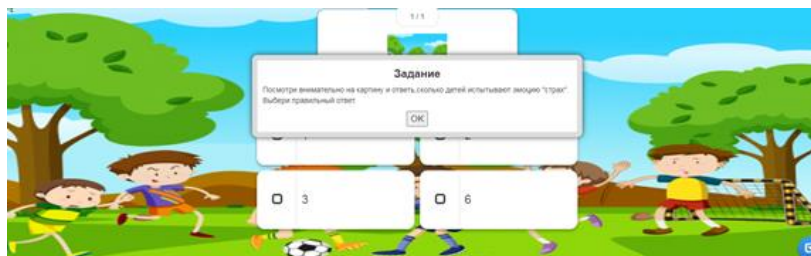 1 / 1
Задание
Посмотри внимательно на картину и ответь,сколько детей испытывают эмоцию "страх".
Выбери правильный ответ
OK
3
6